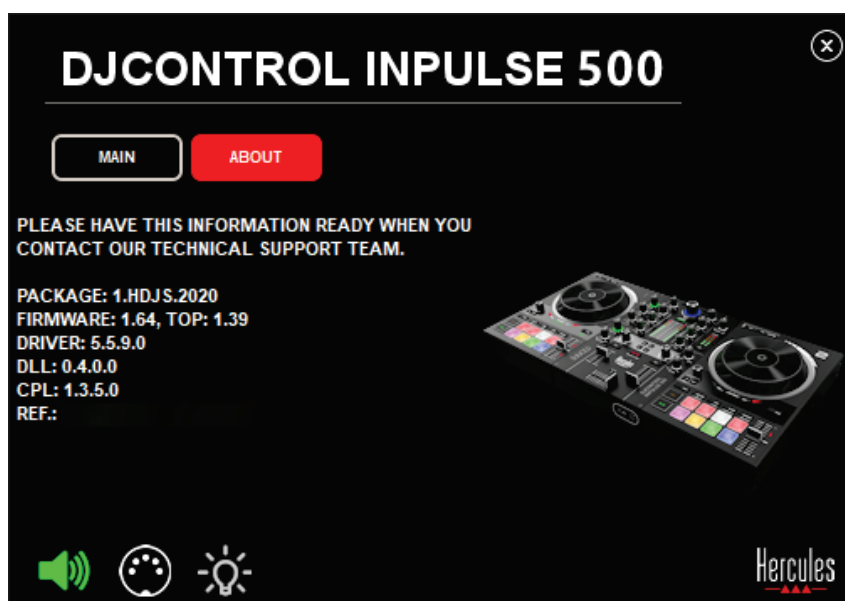 DJCONTROL INPULSE 500
MAIN
ABOUT
PLEASE HAVE THIS INFORMATION READY WHEN YOU
CONTACT OUR TECHNICAL SUPPORT TEAM.
PACKAGE: 1.HDJS.2020
FIRMWARE: 1.64, TOP: 1.39
DRIVER: 5.5.9.0
DLL: 0.4.0.0
CPL: 1.3.5.0
REF.:
Hercules